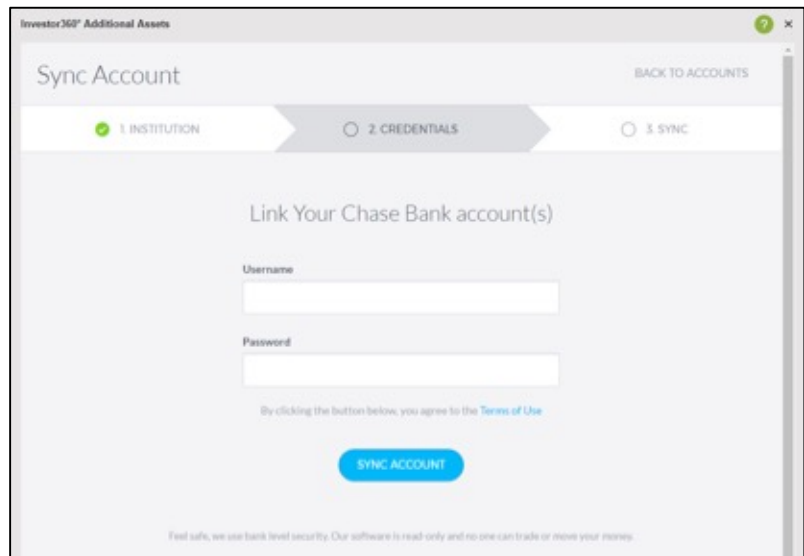 Investor360° Additional Assets
? ×
Sync Account
BACK TO ACCOUNTS
1. INSTITUTION
2. CREDENTIALS
3. SYNC
Link Your Chase Bank account(s)
Username
Password
By clicking the button below, you agree to the Terms of Use
SYNC ACCOUNT
Feel safe, we use bank level security. Our software is read-only and no one can trade or move your money.